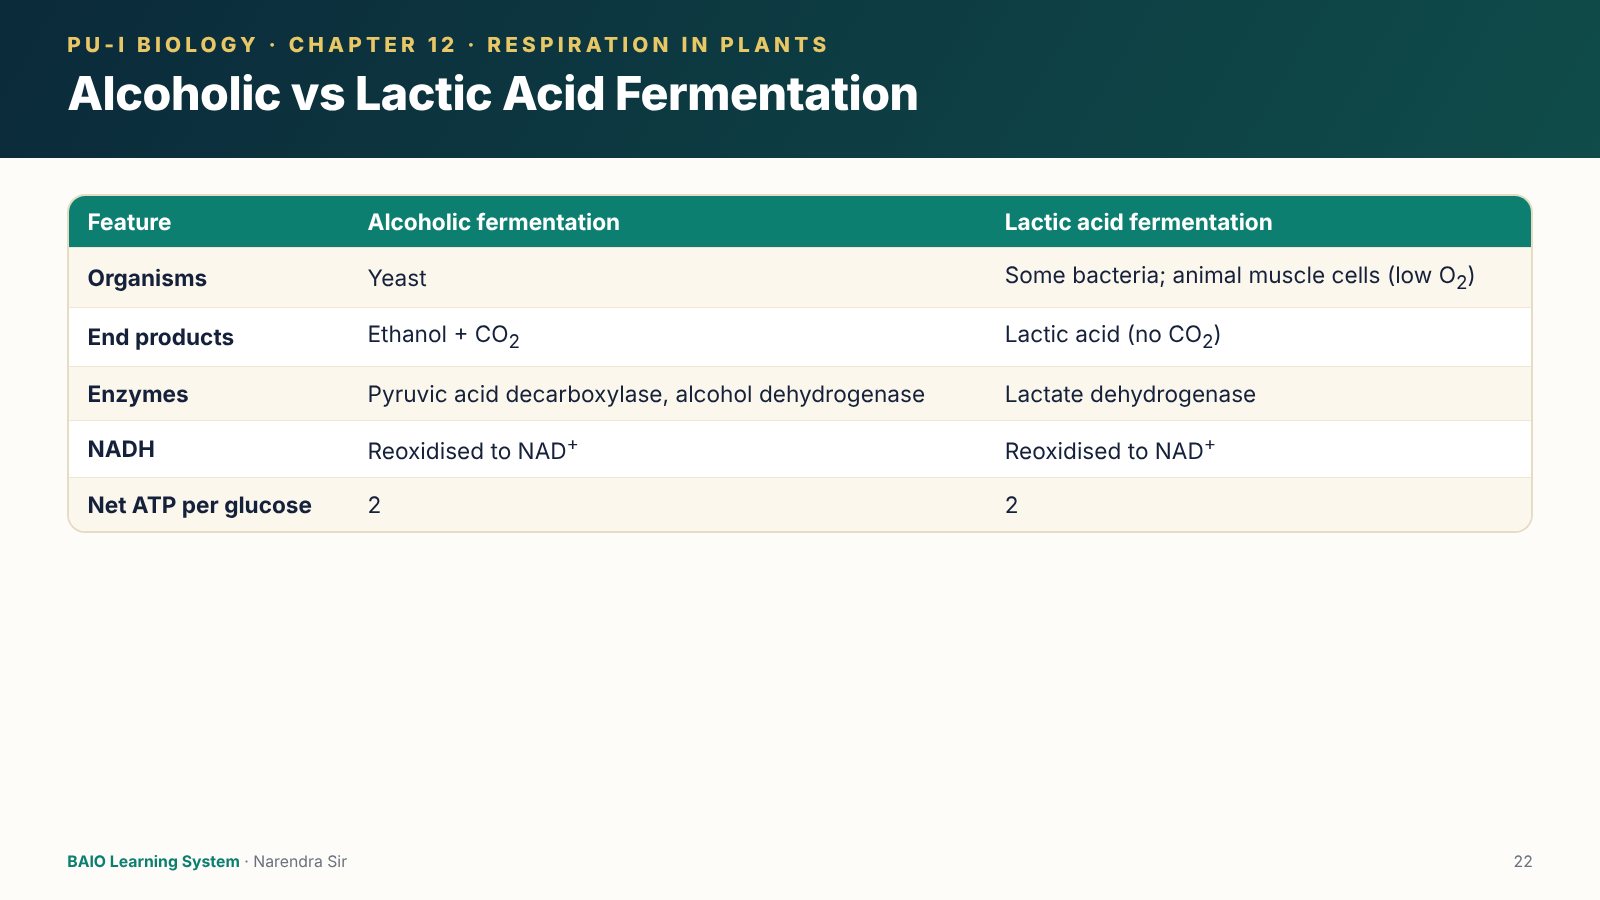 PU-I BIOLOGY · CHAPTER 12 · RESPIRATION IN PLANTS
Alcoholic vs Lactic Acid Fermentation
Feature Alcoholic fermentation Lactic acid fermentation
Organisms Yeast Some bacteria; animal muscle cells (low O₂)
End products Ethanol + CO₂ Lactic acid (no CO₂)
Enzymes Pyruvic acid decarboxylase, alcohol dehydrogenase Lactate dehydrogenase
NADH Reoxidised to NAD⁺ Reoxidised to NAD⁺
Net ATP per glucose 2 2
BAIO Learning System · Narendra Sir 22